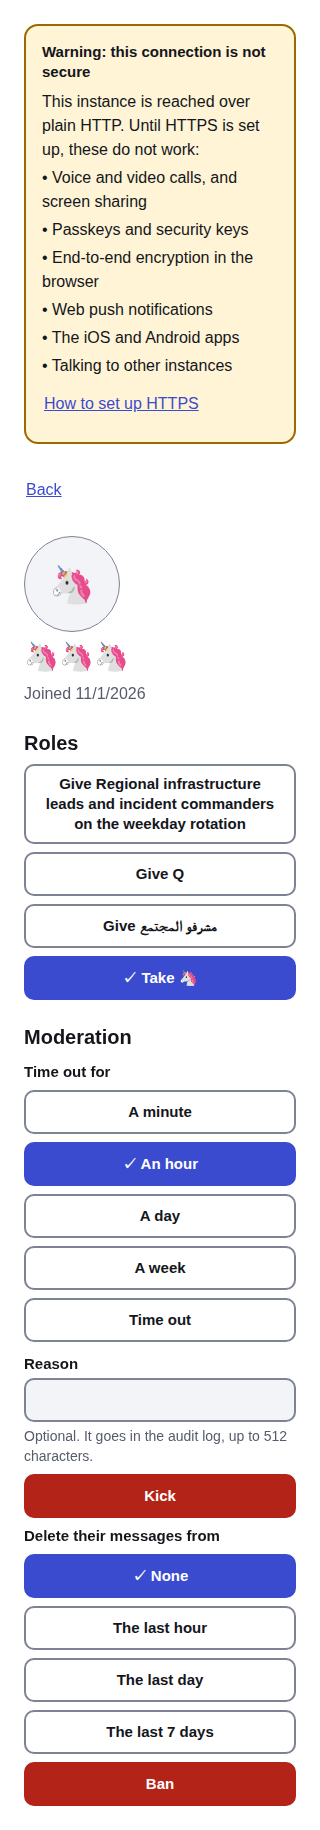 Warning: this connection is not
secure
This instance is reached over
plain HTTP. Until HTTPS is set
up, these do not work:
• Voice and video calls, and
screen sharing
• Passkeys and security keys
• End-to-end encryption in the
browser
• Web push notifications
• The iOS and Android apps
• Talking to other instances
How to set up HTTPS
Back
🦄
🦄🦄🦄
Joined 11/1/2026
Roles
Give Regional infrastructure
leads and incident commanders
on the weekday rotation
Give Q
Give مشرفو المجتمع
✓ Take 🦄
Moderation
Time out for
A minute
✓ An hour
A day
A week
Time out
Reason
Optional. It goes in the audit log, up to 512
characters.
Kick
Delete their messages from
✓ None
The last hour
The last day
The last 7 days
Ban